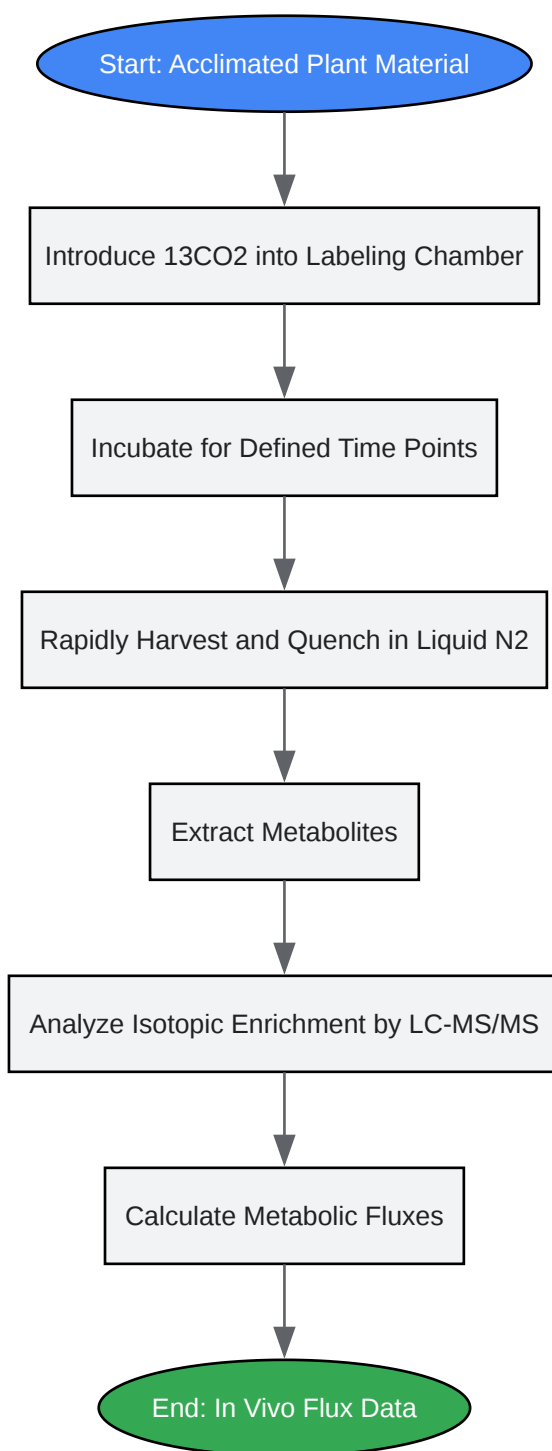 Start: Acclimated Plant Material
Introduce 13CO2 into Labeling Chamber
Incubate for Defined Time Points
Rapidly Harvest and Quench in Liquid N2
Extract Metabolites
Analyze Isotopic Enrichment by LC-MS/MS
Calculate Metabolic Fluxes
End: In Vivo Flux Data